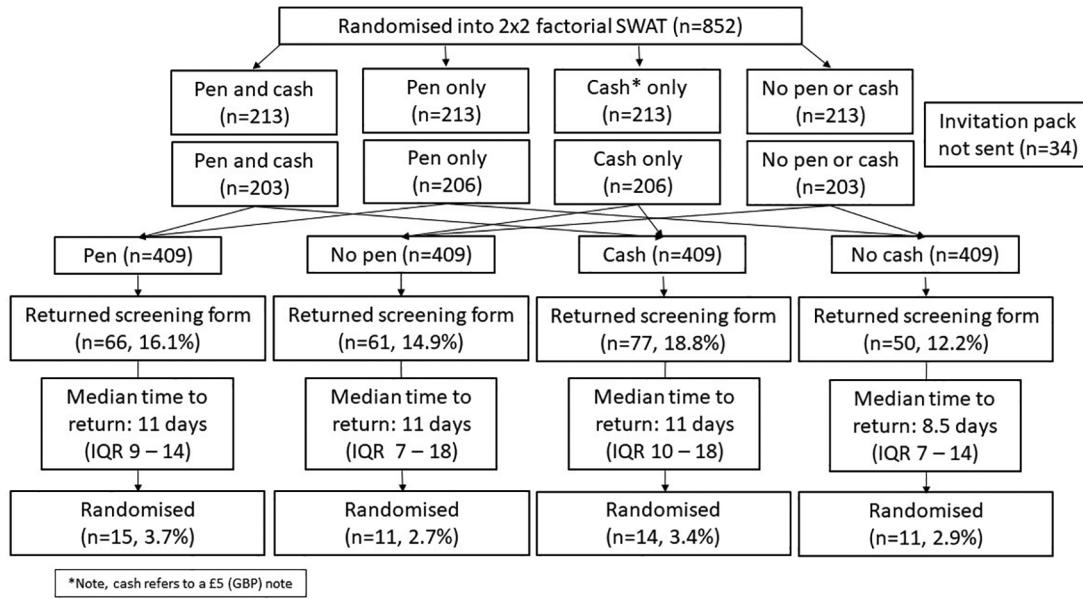 Randomised into 2x2 factorial SWAT (n=852)
Pen and cash
(n=213)
Pen only
(n=213)
Cash* only
(n=213)
No pen or cash
(n=213)
Invitation pack
not sent (n=34)
Pen and cash
(n=203)
Pen only
(n=206)
Cash only
(n=206)
No pen or cash
(n=203)
Pen (n=409)
No pen (n=409)
Cash (n=409)
No cash (n=409)
Returned screening form
(n=66, 16.1%)
Returned screening form
(n=61, 14.9%)
Returned screening form
(n=77, 18.8%)
Returned screening form
(n=50, 12.2%)
Median time to
return: 11 days
(IQR 9 – 14)
Median time to
return: 11 days
(IQR 7 – 18)
Median time to
return: 11 days
(IQR 10 – 18)
Median time to
return: 8.5 days
(IQR 7 – 14)
Randomised
(n=15, 3.7%)
Randomised
(n=11, 2.7%)
Randomised
(n=14, 3.4%)
Randomised
(n=11, 2.9%)
*Note, cash refers to a £5 (GBP) note